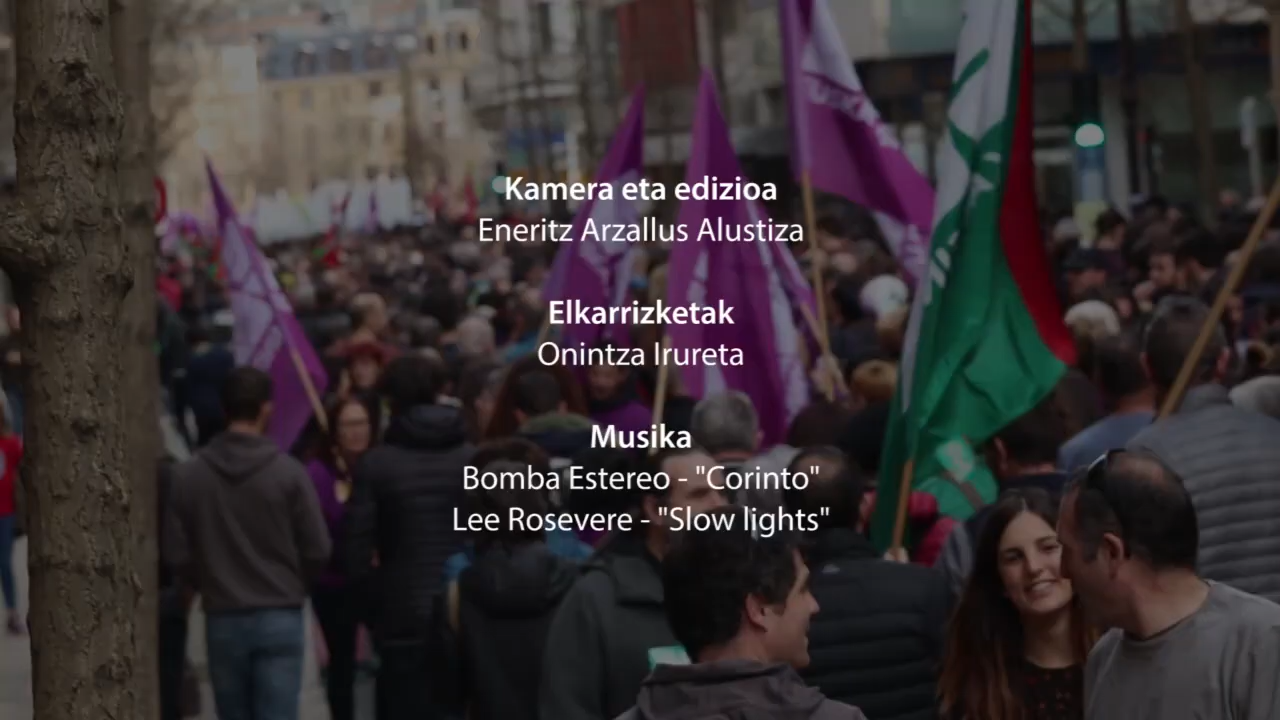 Kamera eta edizioa
Eneritz Arzallus Alustiza
Elkarrizketak
Onintza Irureta
Musika
Bomba Estereo - "Corinto"
Lee Rosevere - "Slow lights"